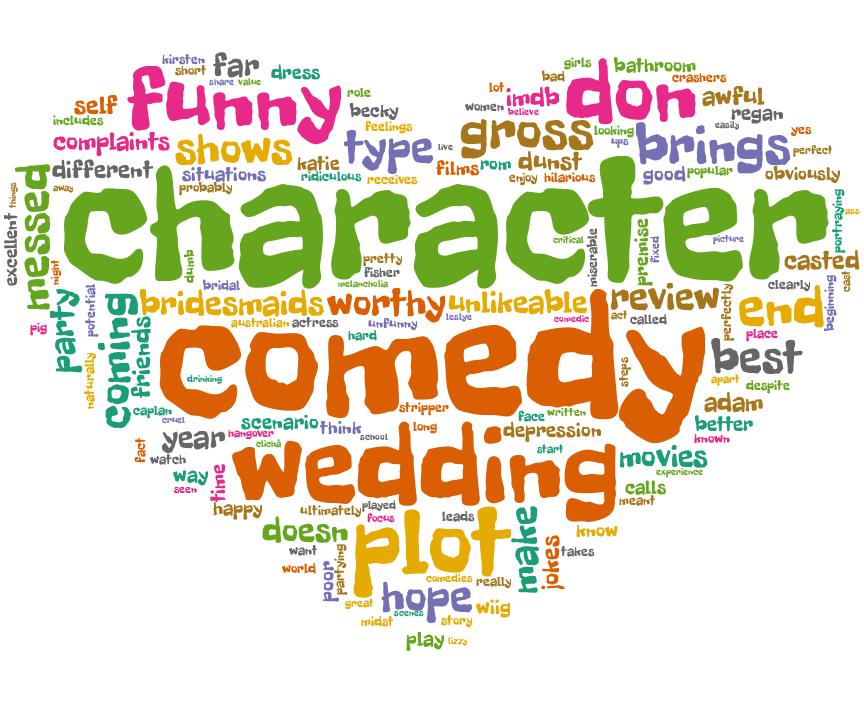 kirsten
short
far
share value
dress
girls
bathroom
bad
crashers
self
includes
funny
role
becky
feelings
lot
women
imdb
believe
don
awful
regan
easily
yes
complaints
shows
type
live
gross
looking
ups
brings
perfect
different
situations
katie
ridiculous
receives
films
rom
dunst
enjoy
hilarious
good
popular
obviously
probably
away
messed
things
excellent
character
portraying
ass
critical
picture
miserable
premise
fixed
casted
cast
dumb
pretty
fisher
melancholia
night
potential
bridal
clearly
beginning
party
pig
coming
friends
bridesmaids
worthy
unlikeable
review
perfectly
end
place
australian
actress
unfunny
leslye
comedic
act
called
hard
naturally
comedy
drinking
stripper
steps
best
apart
despite
adam
caplan
cruel
scenario
think
long
face
written
depression
better
known
fact
year
hangover
clichã
school
start
watch
way
seen
time
wedding
movies
experience
calls
meant
happy
ultimately
played
focus
leads
know
doesn
want
world
poor
partying
plot
make
jokes
takes
comedies
really
great
hope
scenes
wiig
midst
story
play
lizzy